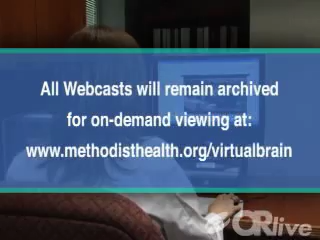 All Webcasts will remain archived
for on-demand viewing at:
www.methodisthealth.org/virtualbrain
ORlive